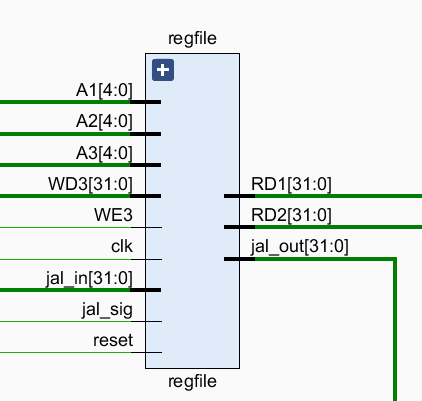 regfile
A1[4:0]
A2[4:0]
A3[4:0]
WD3[31:0]
WE3
clk
jal_in[31:0]
jal_sig
reset
RD1[31:0]
RD2[31:0]
jal_out[31:0]
regfile